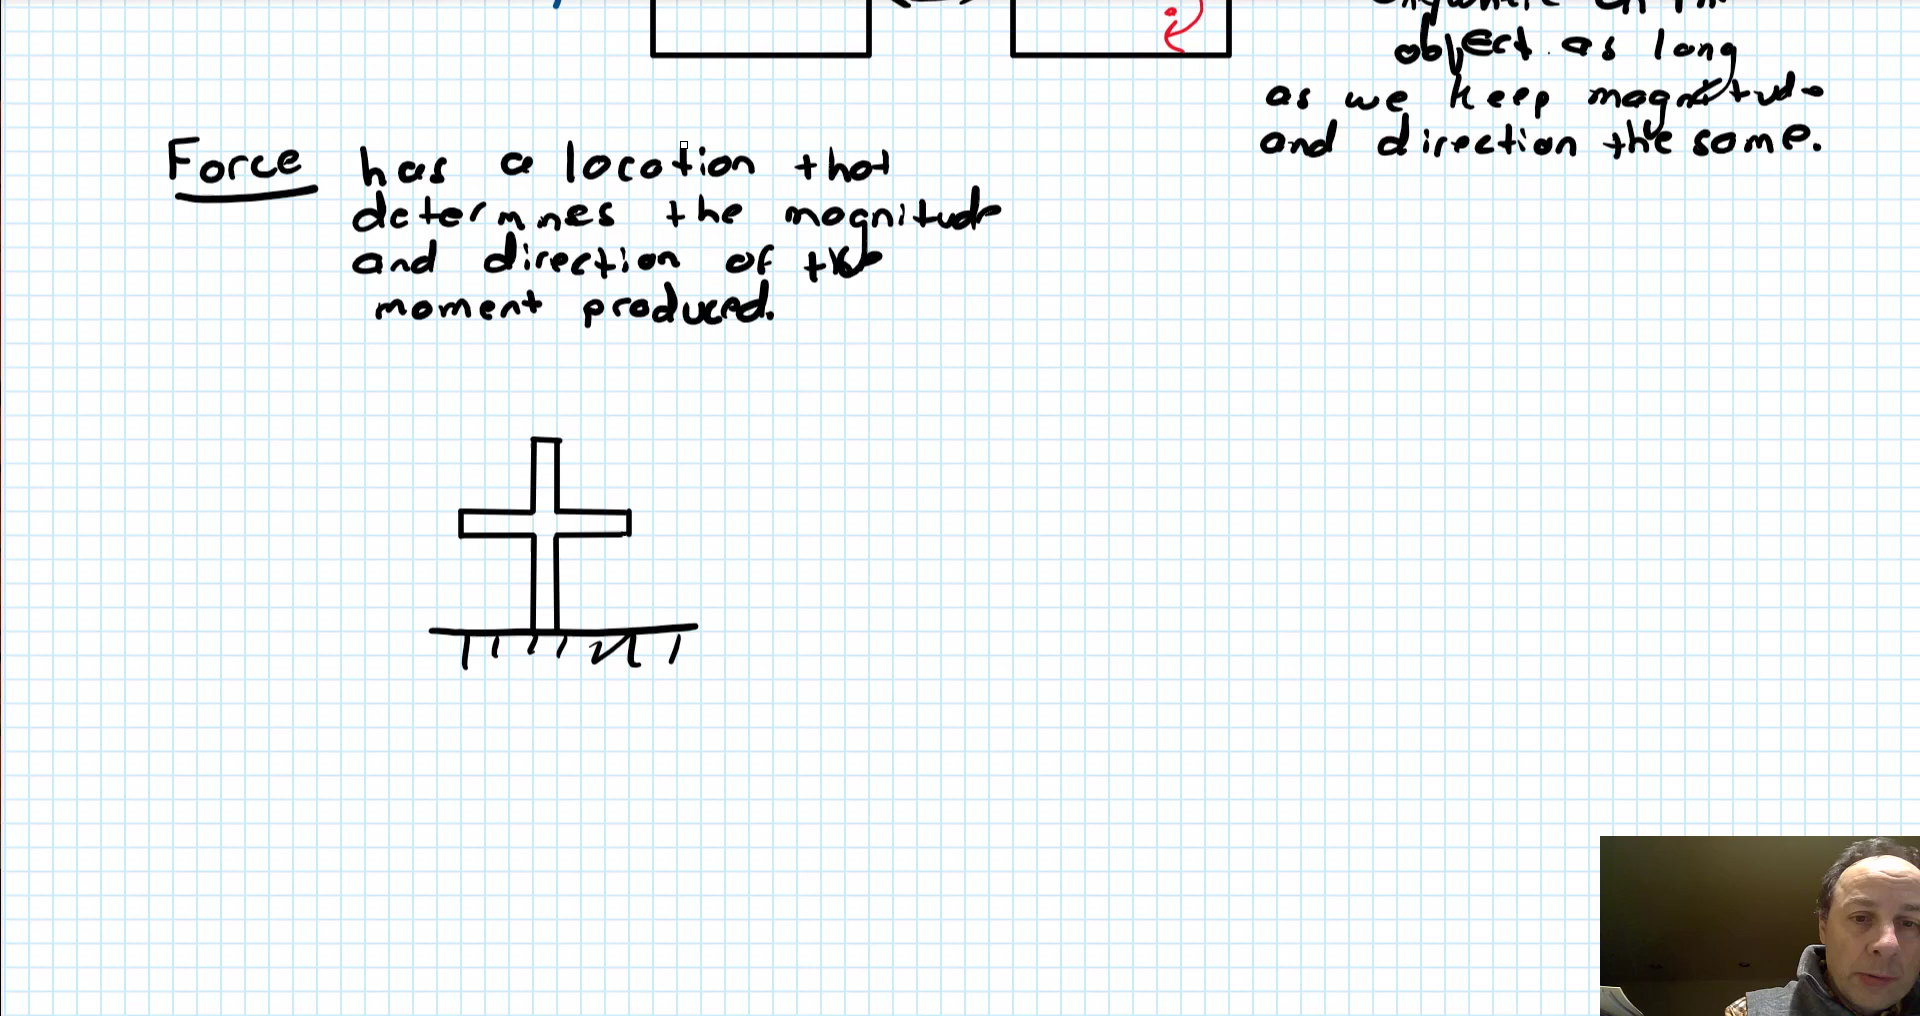 object as long
as we keep magnitude
and direction the same.
Force has a location that
determines the magnitude
and direction of the
moment produced.